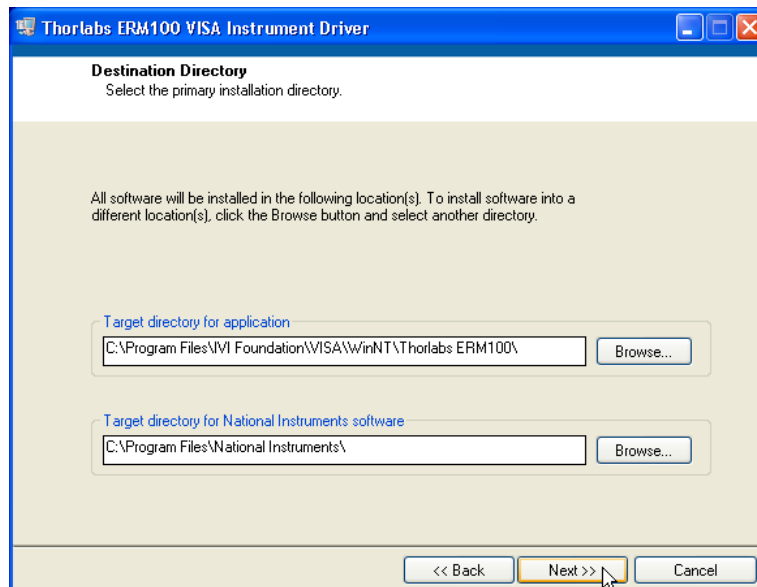 Thorlabs ERM100 VISA Instrument Driver
Destination Directory
Select the primary installation directory.
All software will be installed in the following location(s). To install software into a
different location(s), click the Browse button and select another directory.
Target directory for application
C:\Program Files\IVI Foundation\VISA\WinNT\Thorlabs ERM100\
Browse...
Target directory for National Instruments software
C:\Program Files\National Instruments\
Browse...
<< Back
Next >>
Cancel